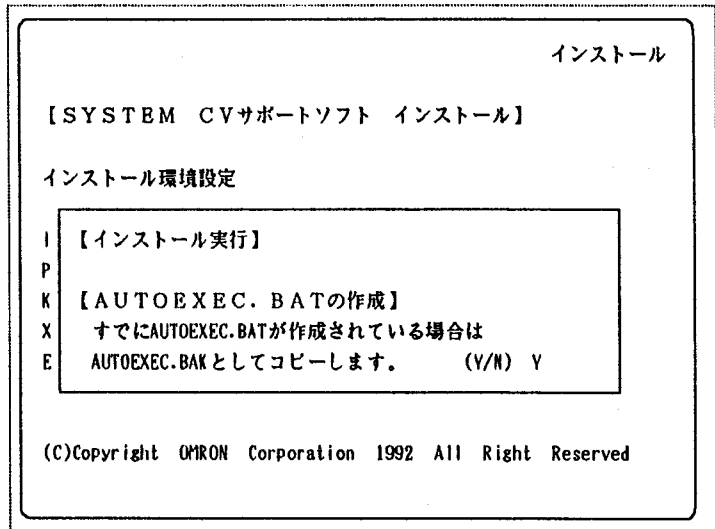 インストール
【SYSTEM CVサポートソフト インストール】
インストール環境設定
I 【インストール実行】
P
K 【AUTOEXEC.BATの作成】
X すでにAUTOEXEC.BATが作成されている場合は
E AUTOEXEC.BAKとしてコピーします。 (Y/N) Y
(C)Copyright OMRON Corporation 1992 All Right Reserved